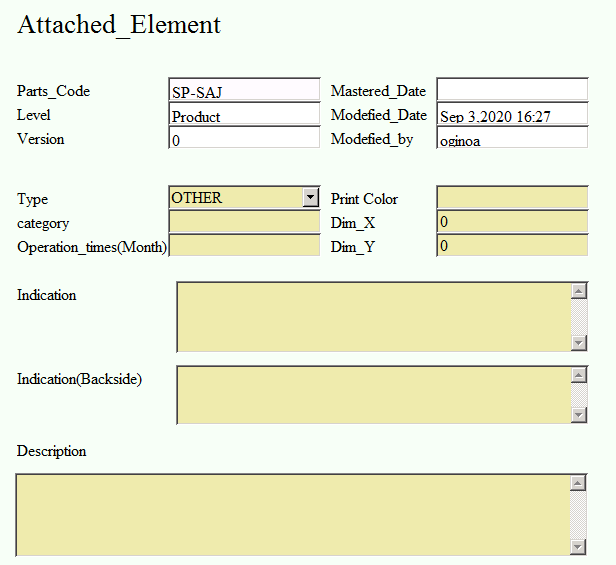 Attached_Element
Parts_Code SP-SAJ Mastered_Date
Level Product Modefied_Date Sep 3,2020 16:27
Version 0 Modefied_by oginoa
Type OTHER Print Color
category Dim_X 0
Operation_times(Month) Dim_Y 0
Indication
Indication(Backside)
Description